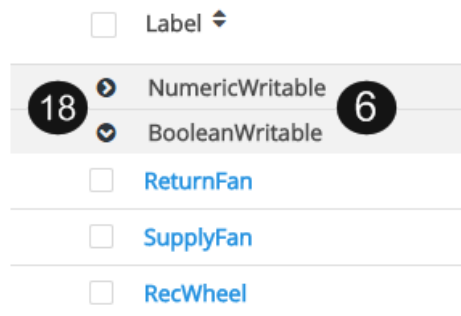 Label
NumericWritable
18 6
BooleanWritable
ReturnFan
SupplyFan
RecWheel